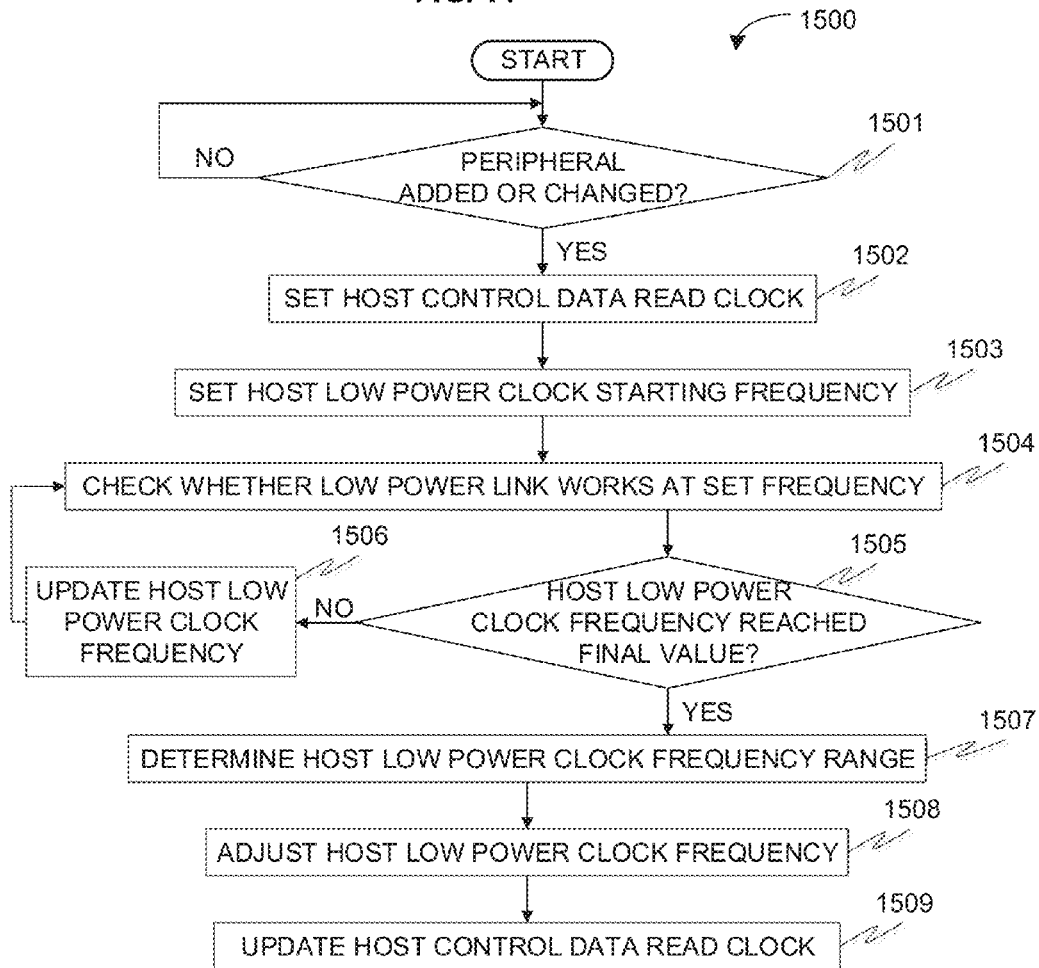 1500
START
1501
NO
PERIPHERAL
ADDED OR CHANGED?
YES
1502
SET HOST CONTROL DATA READ CLOCK
1503
SET HOST LOW POWER CLOCK STARTING FREQUENCY
1504
CHECK WHETHER LOW POWER LINK WORKS AT SET FREQUENCY
1506
1505
UPDATE HOST LOW
POWER CLOCK
FREQUENCY
NO
HOST LOW POWER
CLOCK FREQUENCY REACHED
FINAL VALUE?
YES
1507
DETERMINE HOST LOW POWER CLOCK FREQUENCY RANGE
1508
ADJUST HOST LOW POWER CLOCK FREQUENCY
1509
UPDATE HOST CONTROL DATA READ CLOCK